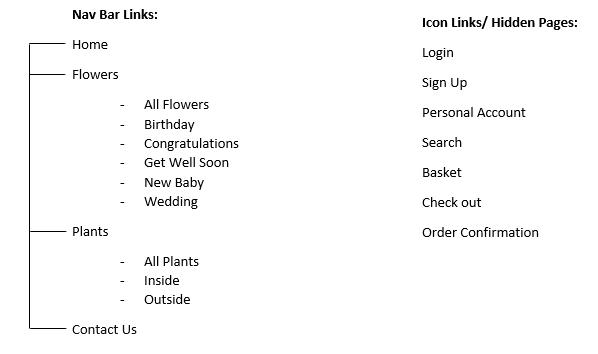 Nav Bar Links:
Home
Flowers
- All Flowers
- Birthday
- Congratulations
- Get Well Soon
- New Baby
- Wedding
Plants
- All Plants
- Inside
- Outside
Contact Us
Icon Links/ Hidden Pages:
Login
Sign Up
Personal Account
Search
Basket
Check out
Order Confirmation